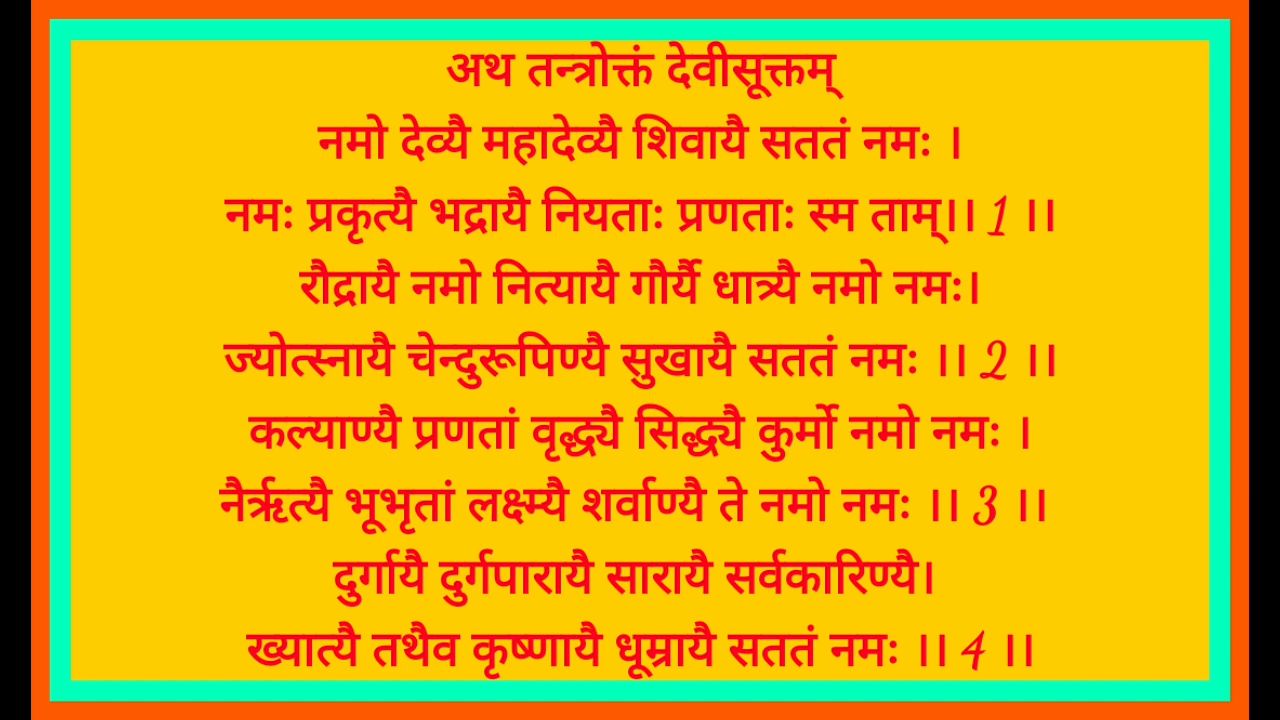 अथ तन्त्रोक्तं देवीसूक्तम्
नमो देव्यै महादेव्यै शिवायै सततं नमः ।
नमः प्रकृत्यै भद्रायै नियताः प्रणताः स्म ताम्।। 1 ।।
रौद्रायै नमो नित्यायै गौर्यै धात्र्यै नमो नमः।
ज्योत्स्नायै चेन्दुरूपिण्यै सुखायै सततं नमः ।। 2 ।।
कल्याण्यै प्रणतां वृद्ध्यै सिद्ध्यै कुर्मो नमो नमः ।
नैर्ऋत्यै भूभृतां लक्ष्म्यै शर्वाण्यै ते नमो नमः ।। 3 ।।
दुर्गायै दुर्गपारायै सारायै सर्वकारिण्यै।
ख्यात्यै तथैव कृष्णायै धूम्रायै सततं नमः ।। 4 ।।